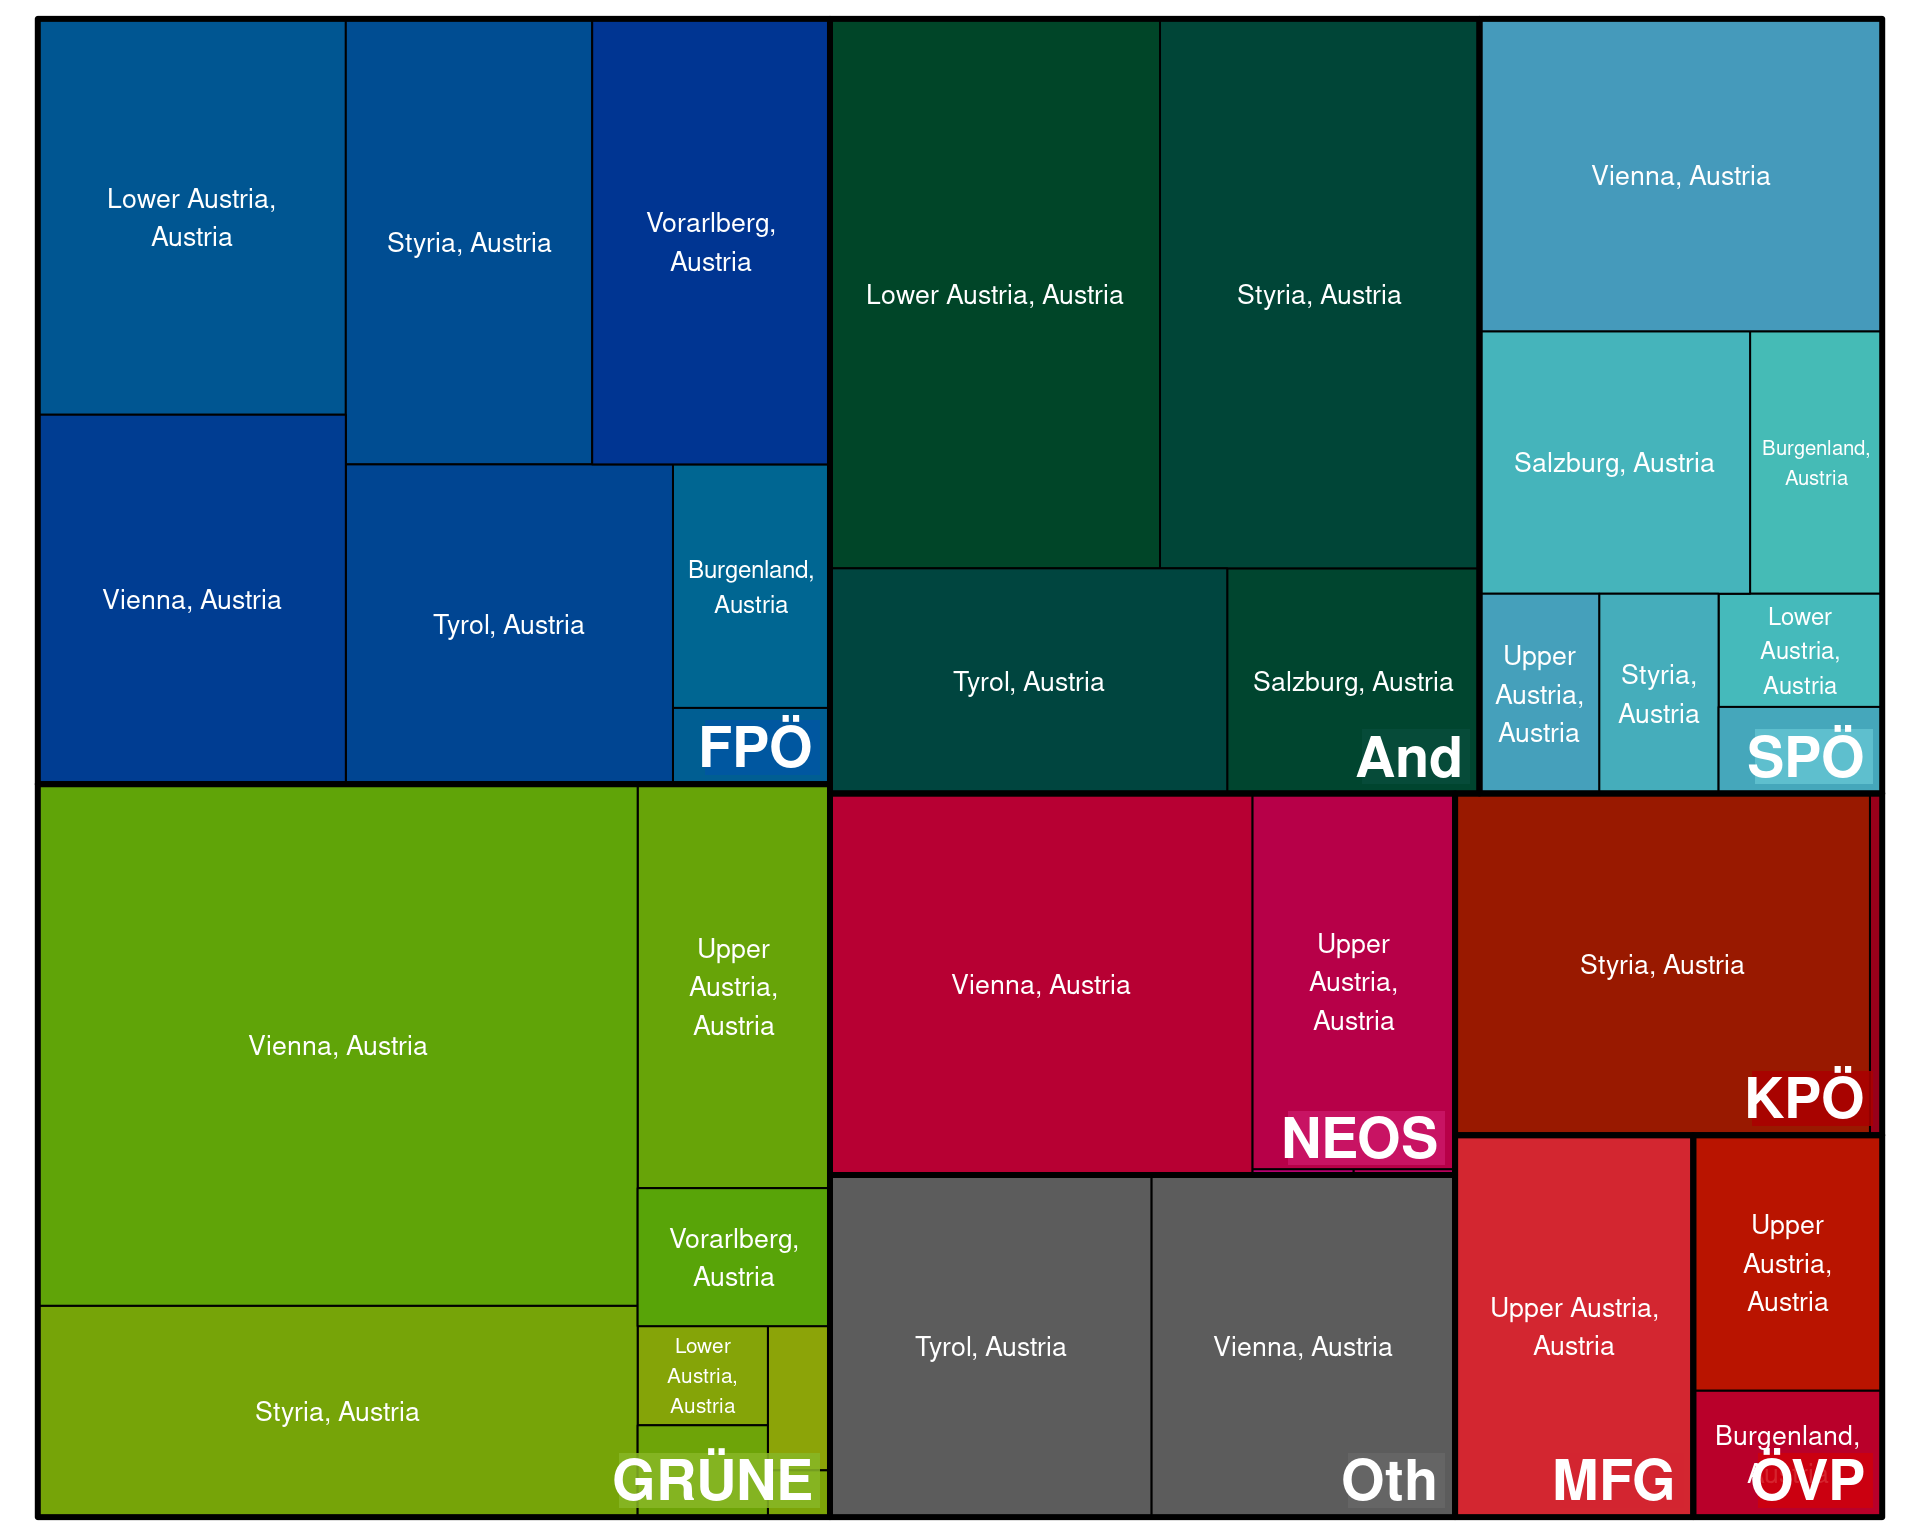 Lower Austria,
Austria
Styria, Austria
Vorarlberg,
Austria
Vienna, Austria
Tyrol, Austria
Burgenland,
Austria
FPÖ
Lower Austria, Austria
Styria, Austria
Tyrol, Austria
Salzburg, Austria
And
Vienna, Austria
Salzburg, Austria
Burgenland,
Austria
Upper
Austria,
Austria
Styria,
Austria
Lower
Austria,
Austria
SPÖ
Vienna, Austria
Upper
Austria,
Austria
Vorarlberg,
Austria
Styria, Austria
Lower
Austria,
Austria
GRÜNE
Vienna, Austria
Upper
Austria,
Austria
NEOS
Styria, Austria
KPÖ
Tyrol, Austria
Vienna, Austria
Oth
Upper Austria,
Austria
MFG
Upper
Austria,
Austria
Burgenland,
ÖVP